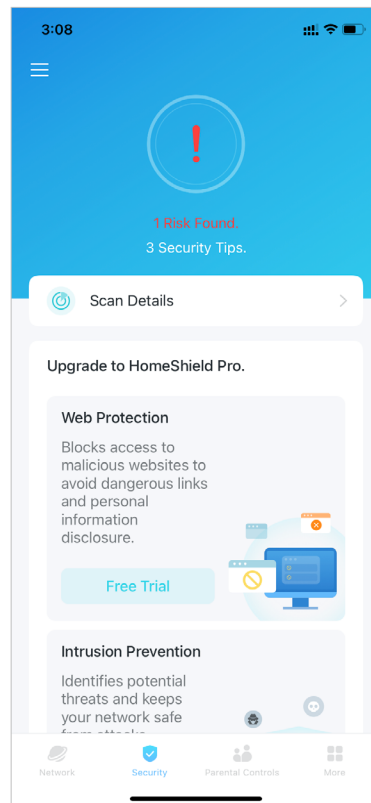 3:08
1 Risk Found.
3 Security Tips.
Scan Details
Upgrade to HomeShield Pro.
Web Protection
Blocks access to
malicious websites to
avoid dangerous links
and personal
information
disclosure.
Free Trial
Intrusion Prevention
Identifies potential
threats and keeps
your network safe
from attacks
Network
Security
Parental Controls
More